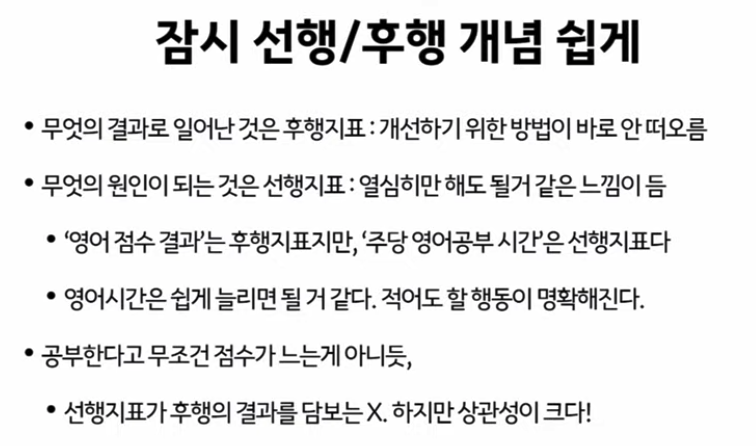 잠시 선행/후행 개념 쉽게
• 무엇의 결과로 일어난 것은 후행지표 : 개선하기 위한 방법이 바로 안 떠오름
• 무엇의 원인이 되는 것은 선행지표 : 열심히만 해도 될거 같은 느낌이 듬
• ‘영어 점수 결과’는 후행지표지만, ‘주당 영어공부 시간’은 선행지표다
• 영어시간은 쉽게 늘리면 될 거 같다. 적어도 할 행동이 명확해진다.
• 공부한다고 무조건 점수가 느는게 아니듯,
• 선행지표가 후행의 결과를 담보는 X. 하지만 상관성이 크다!